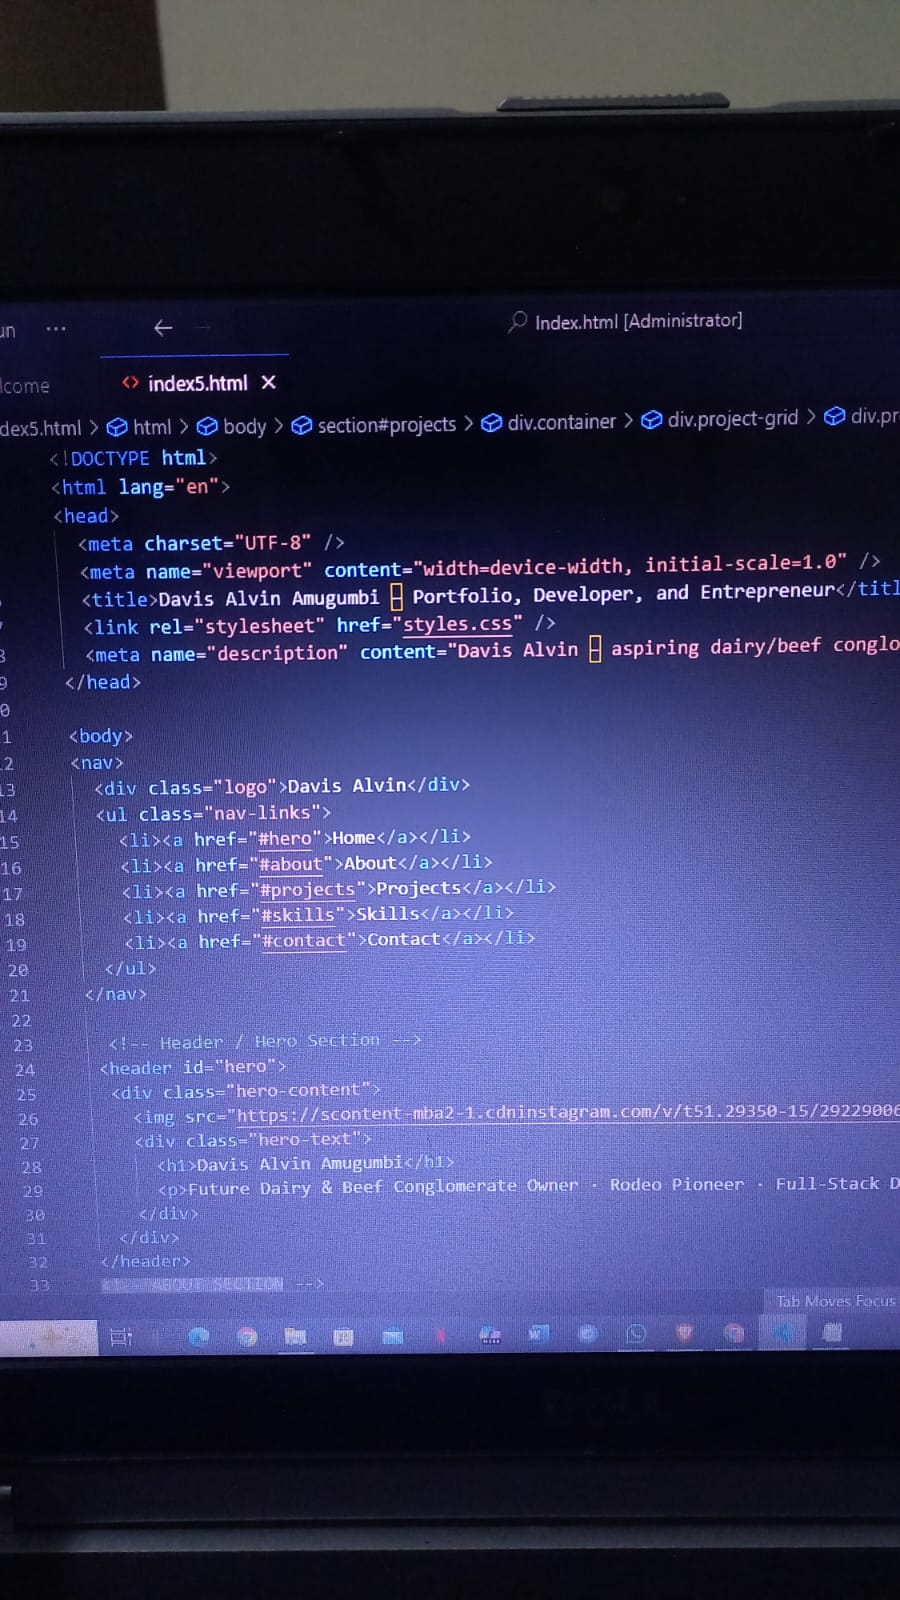 un ··· ← Index.html [Administrator]
lcome <> index5.html ×
dex5.html > html > body > section#projects > div.container > div.project-grid > div.pr
<!DOCTYPE html>
<html lang="en">
<head>
<meta charset="UTF-8" />
<meta name="viewport" content="width=device-width, initial-scale=1.0" />
<title>Davis Alvin Amugumbi – Portfolio, Developer, and Entrepreneur</titl
<link rel="stylesheet" href="styles.css" />
8 <meta name="description" content="Davis Alvin – aspiring dairy/beef conglo
9 </head>
0
1 <body>
2 <nav>
13 <div class="logo">Davis Alvin</div>
14 <ul class="nav-links">
15 <li><a href="#hero">Home</a></li>
16 <li><a href="#about">About</a></li>
17 <li><a href="#projects">Projects</a></li>
18 <li><a href="#skills">Skills</a></li>
19 <li><a href="#contact">Contact</a></li>
20 </ul>
21 </nav>
22
23 <!-- Header / Hero Section -->
24 <header id="hero">
25 <div class="hero-content">
26 <img src="https://scontent-mba2-1.cdninstagram.com/v/t51.29350-15/29229006
27 <div class="hero-text">
28 <h1>Davis Alvin Amugumbi</h1>
29 <p>Future Dairy & Beef Conglomerate Owner · Rodeo Pioneer · Full-Stack D
30 </div>
31 </div>
32 </header>
33 <!-- ABOUT SECTION -->
Tab Moves Focus